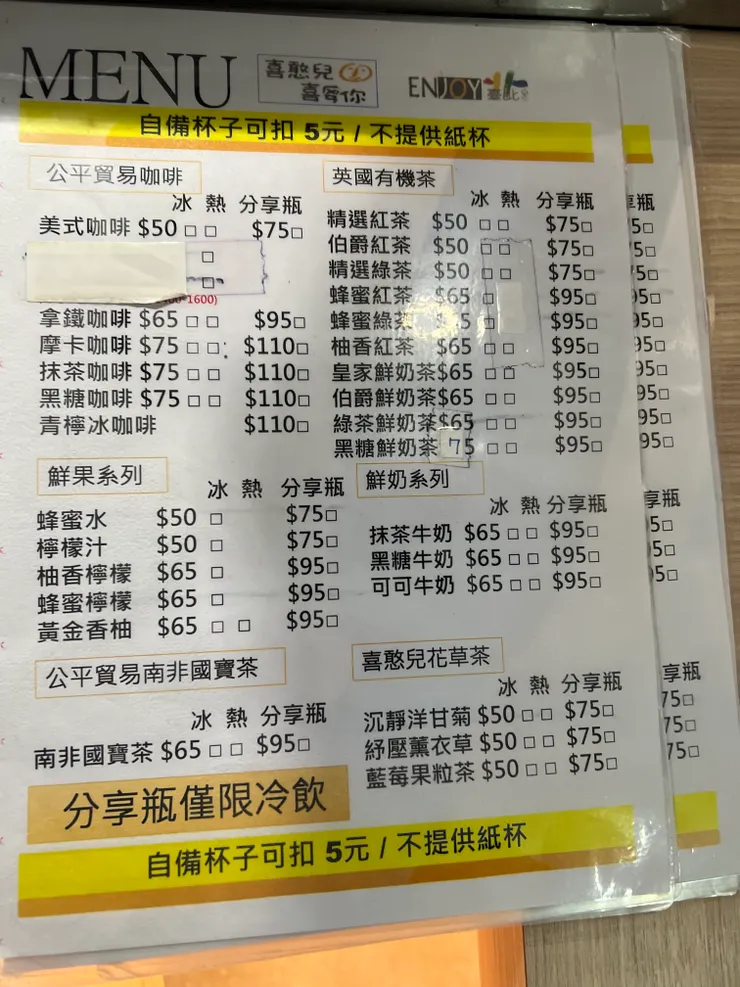 MENU 喜憨兒 喜害你 ENJOY 臺北
自備杯子可扣 5元 / 不提供紙杯
公平貿易咖啡
冰 熱 分享瓶
美式咖啡 $50 □ □ $75□
□
□
1600)
拿鐵咖啡 $65 □ □ $95□
摩卡咖啡 $75 □ □ $110□
抹茶咖啡 $75 □ □ $110□
黑糖咖啡 $75 □ □ $110□
青檸冰咖啡 $110□
英國有機茶
冰 熱 分享瓶
精選紅茶 $50 □ □ $75□
伯爵紅茶 $50 □ □ $75□
精選綠茶 $50 □ □ $75□
蜂蜜紅茶 $65 □ $95□
蜂蜜綠茶 5 □ $95□
柚香紅茶 $65 □ □ $95□
皇家鮮奶茶$65 □ □ $95□
伯爵鮮奶茶$65 □ □ $95□
綠茶鮮奶茶$65 □ □ $95□
黑糖鮮奶茶 75 □ □ $95□
鮮果系列
冰 熱 分享瓶
蜂蜜水 $50 □ $75□
檸檬汁 $50 □ $75□
柚香檸檬 $65 □ $95□
蜂蜜檸檬 $65 □ $95□
黃金香柚 $65 □ □ $95□
鮮奶系列
冰 熱 分享瓶
抹茶牛奶 $65 □ □ $95□
黑糖牛奶 $65 □ □ $95□
可可牛奶 $65 □ □ $95□
公平貿易南非國寶茶
冰 熱 分享瓶
南非國寶茶 $65 □ □ $95□
喜憨兒花草茶
冰 熱 分享瓶
沉靜洋甘菊 $50 □ □ $75□
紓壓薰衣草 $50 □ □ $75□
藍莓果粒茶 $50 □ □ $75□
分享瓶僅限冷飲
自備杯子可扣 5元 / 不提供紙杯